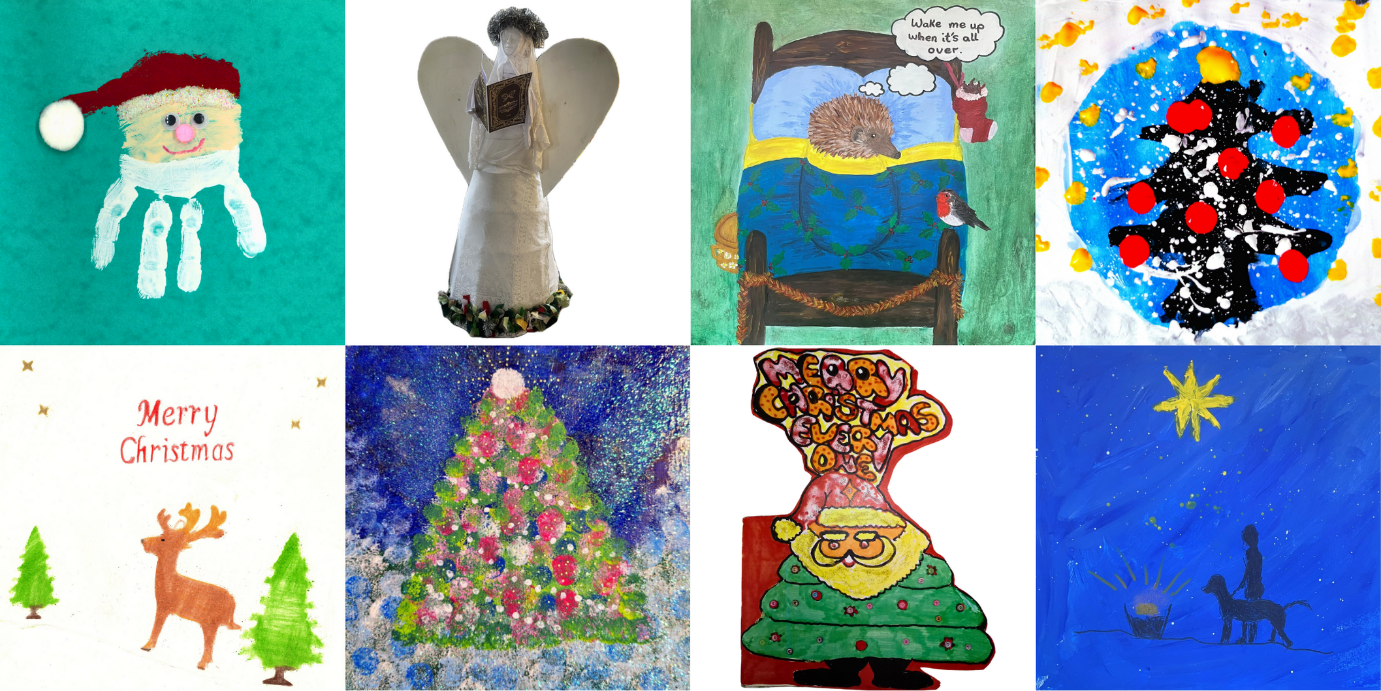 Wake me up
when it's all
over.
Merry
Christmas
MERRY
CHRISTMAS
EVERY
ONE